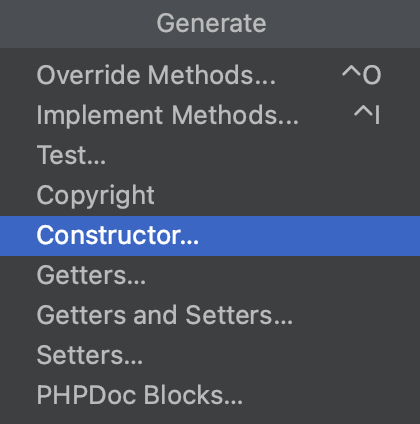 Generate
Override Methods... ^O
Implement Methods... ^I
Test...
Copyright
Constructor...
Getters...
Getters and Setters...
Setters...
PHPDoc Blocks...